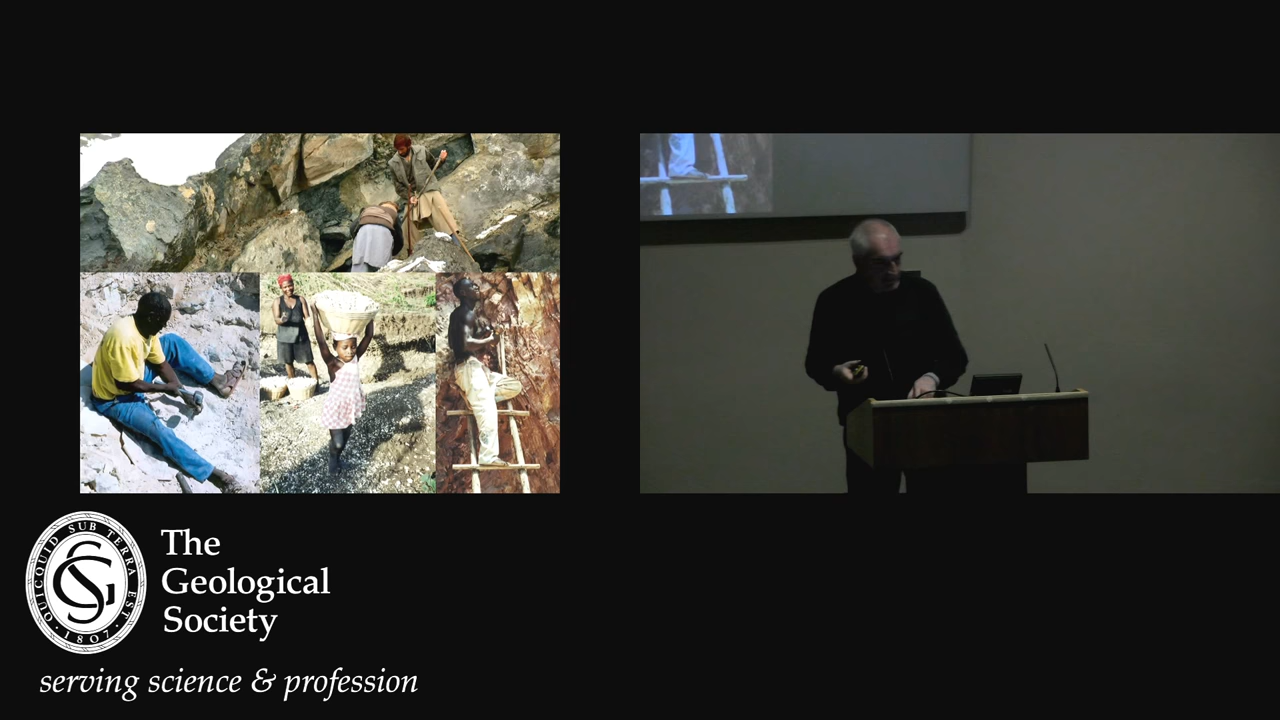 The
Geological
Society
QUICQUID SUB TERRA EST
· 1807 ·
serving science & profession